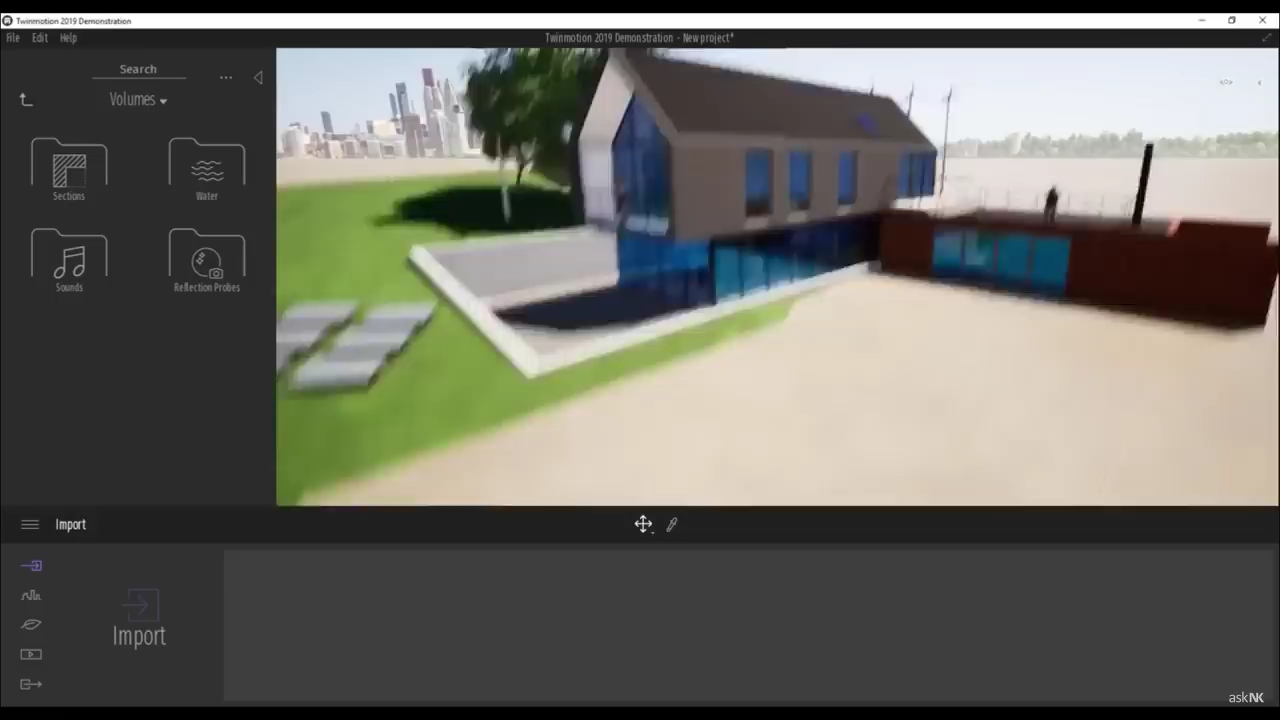 Twinmotion 2019 Demonstration
File Edit Help
Twinmotion 2019 Demonstration - New project*
Search
Volumes
Sections
Water
Sounds
Reflection Probes
Import
Import
askNK